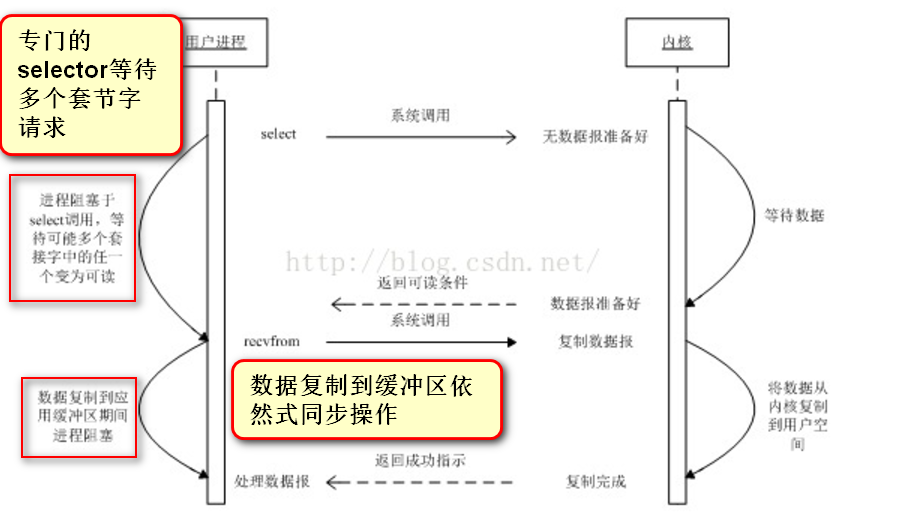 专门的
selector等待
多个套节字
请求
用户进程
内核
系统调用
select
无数据报准备好
进程阻塞于
select调用，等
待可能多个套
接字中的任一
个变为可读
等待数据
http://blog.csdn.net/
返回可读条件
数据报准备好
系统调用
recvfrom
复制数据报
数据复制到缓冲区依
然式同步操作
数据复制到应
用缓冲区期间
进程阻塞
将数据从
内核复制
到用户空
间
返回成功指示
处理数据报
复制完成